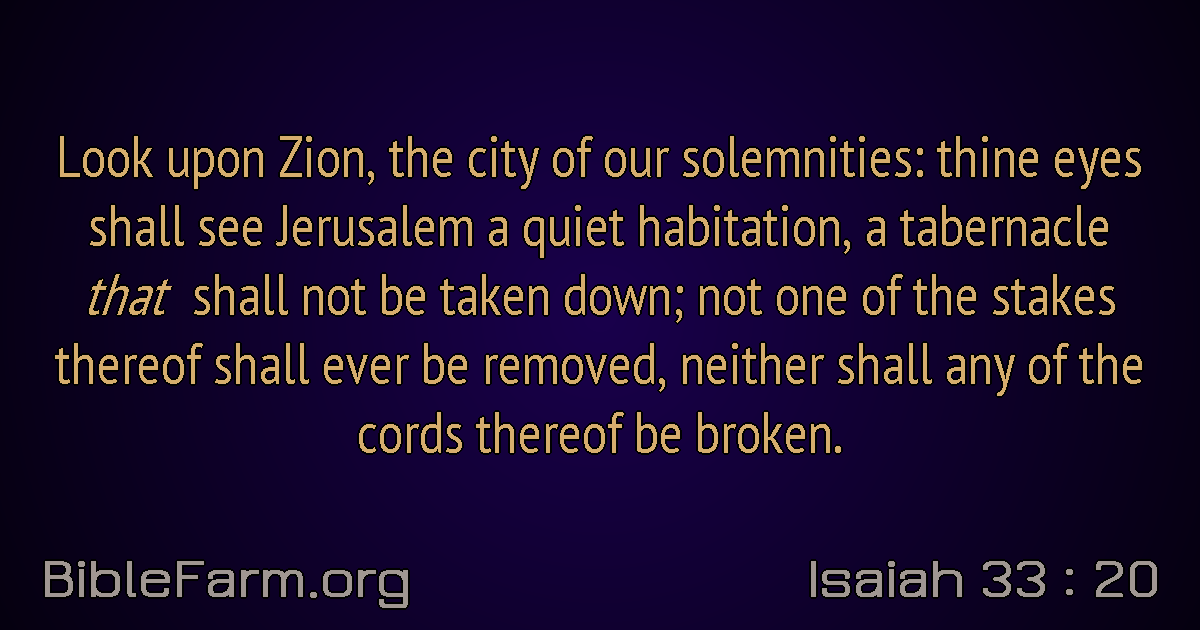 Look upon Zion, the city of our solemnities: thine eyes
shall see Jerusalem a quiet habitation, a tabernacle
that shall not be taken down; not one of the stakes
thereof shall ever be removed, neither shall any of the
cords thereof be broken.
BibleFarm.org
Isaiah 33 : 20